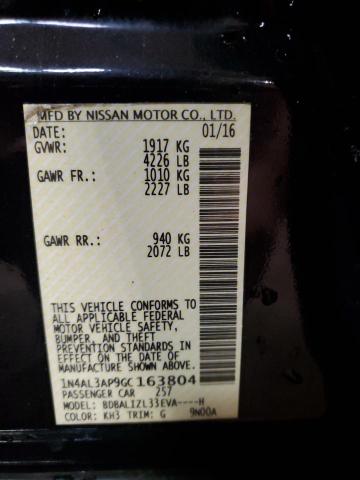 MFD BY NISSAN MOTOR CO., LTD.
DATE: 01/16
GVWR: 1917 KG
4226 LB
GAWR FR.: 1010 KG
2227 LB
GAWR RR.: 940 KG
2072 LB
THIS VEHICLE CONFORMS TO
ALL APPLICABLE FEDERAL
MOTOR VEHICLE SAFETY,
BUMPER, AND THEFT
PREVENTION STANDARDS IN
EFFECT ON THE DATE OF
MANUFACTURE SHOWN ABOVE.
1N4AL3AP9GC163804
PASSENGER CAR 257
MODEL: BDBALIZL33EVA----H
COLOR: KH3 TRIM: G 9N00A